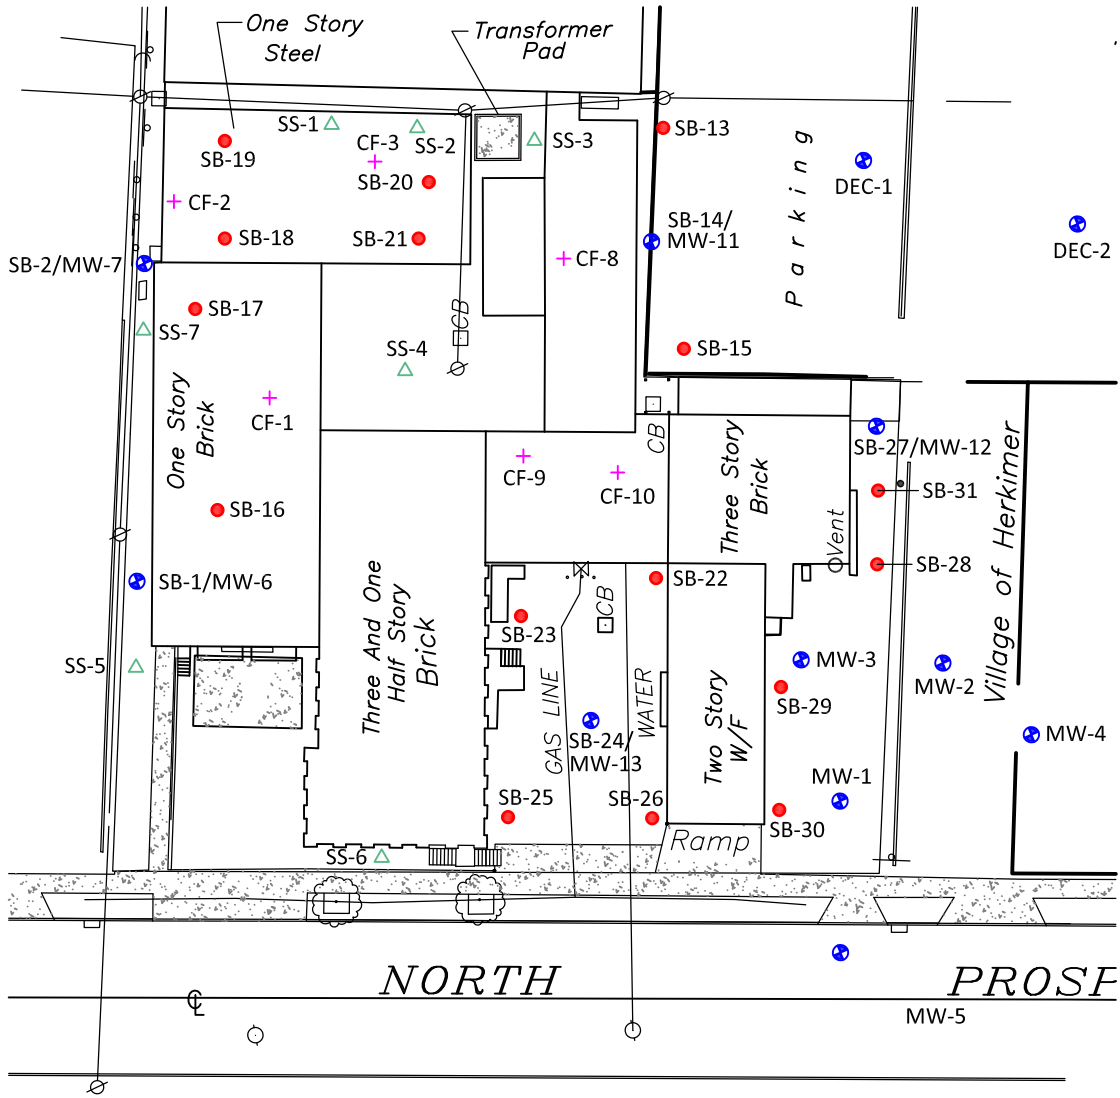 One Story
Steel
Transformer
Pad
SS-1
CF-3
SS-2
SS-3
SB-13
SB-19
SB-20
CF-2
Parking
DEC-1
SB-14/
MW-11
SB-18
SB-21
CF-8
DEC-2
SB-2/MW-7
SB-17
SS-7
CB
SS-4
SB-15
One Story
Brick
CF-1
CB
Three Story
Brick
SB-27/MW-12
Village of Herkimer
CF-9
CF-10
SB-31
SB-16
Vent
SB-28
SB-1/MW-6
SB-22
CB
SB-23
Three And One
Half Story
Brick
SS-5
MW-3
MW-2
GAS LINE
WATER
SB-29
Two Story
W/F
SB-24/
MW-13
MW-4
MW-1
SB-25
SB-26
SB-30
Ramp
SS-6
NORTH
PROSP
CL
MW-5